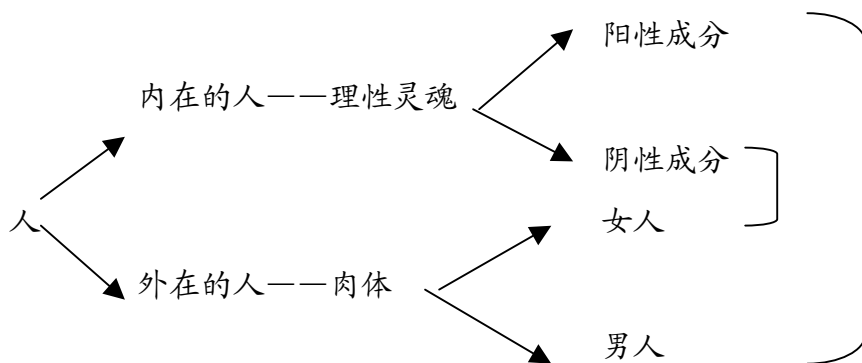 阳性成分
内在的人——理性灵魂
阴性成分
人
女人
外在的人——肉体
男人